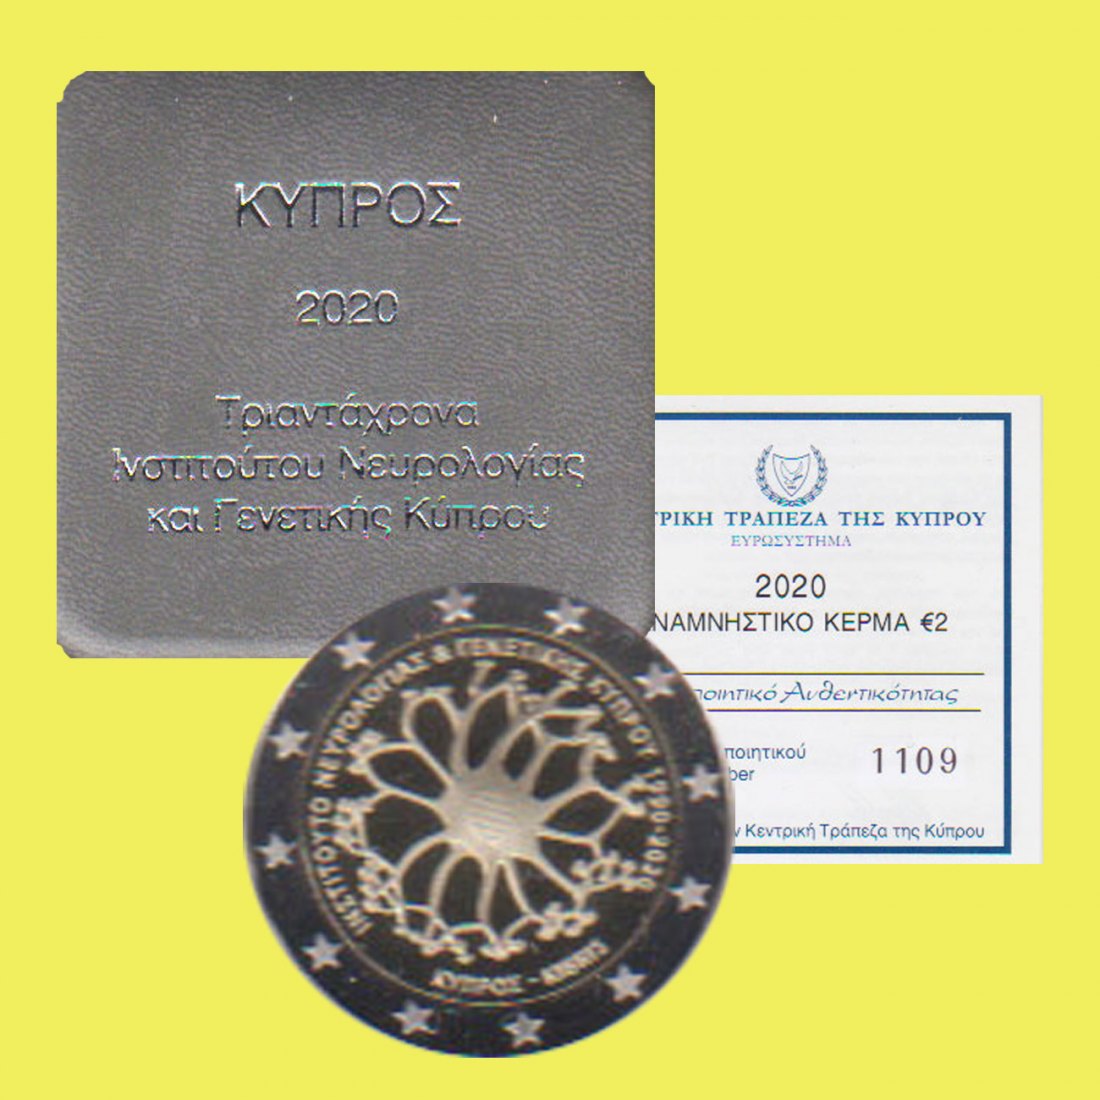 ΚΥΠΡΟΣ
2020
Τριαντάχρονα
Ινστιτούτου Νευρολογίας
και Γενετικής Κύπρου
ΤΡΙΚΗ ΤΡΑΠΕΖΑ ΤΗΣ ΚΥΠΡΟΥ
ΕΥΡΩΣΥΣΤΗΜΑ
2020
ΝΑΜΝΗΣΤΙΚΟ ΚΕΡΜΑ €2
ποιητικό Αυθεντικότητας
ποιητικού
ber
1109
ν Κεντρική Τράπεζα της Κύπρου
ΙΝΣΤΙΤΟΥΤΟ ΝΕΥΡΟΛΟΓΙΑΣ & ΓΕΝΕΤΙΚΗΣ ΚΥΠΡΟΥ 1990-2020
ΚΥΠΡΟΣ - KIBRIS